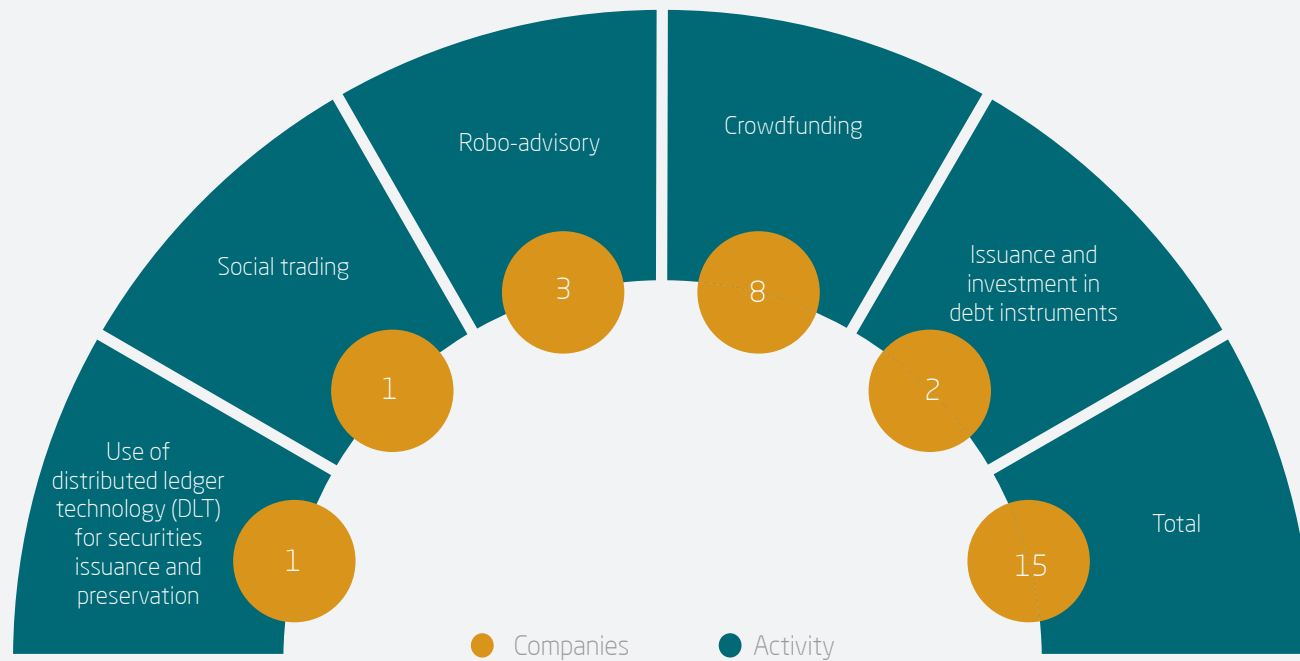 Use of
distributed ledger
technology (DLT)
for securities
issuance and
preservation
1
Social trading
1
Robo-advisory
3
Crowdfunding
8
Issuance and
investment in
debt instruments
2
Total
15
Companies
Activity